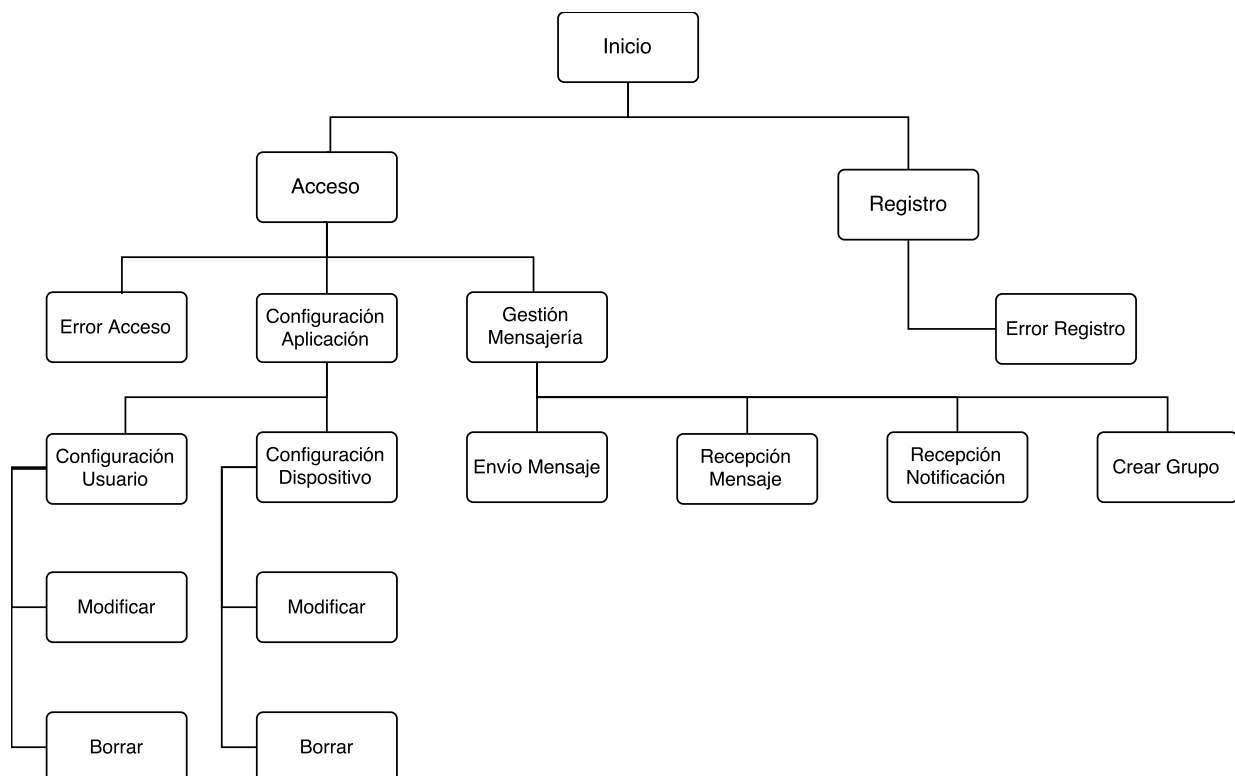 Inicio
Acceso
Registro
Error Acceso
Configuración
Aplicación
Gestión
Mensajería
Error Registro
Configuración
Usuario
Configuración
Dispositivo
Envío Mensaje
Recepción
Mensaje
Recepción
Notificación
Crear Grupo
Modificar
Modificar
Borrar
Borrar